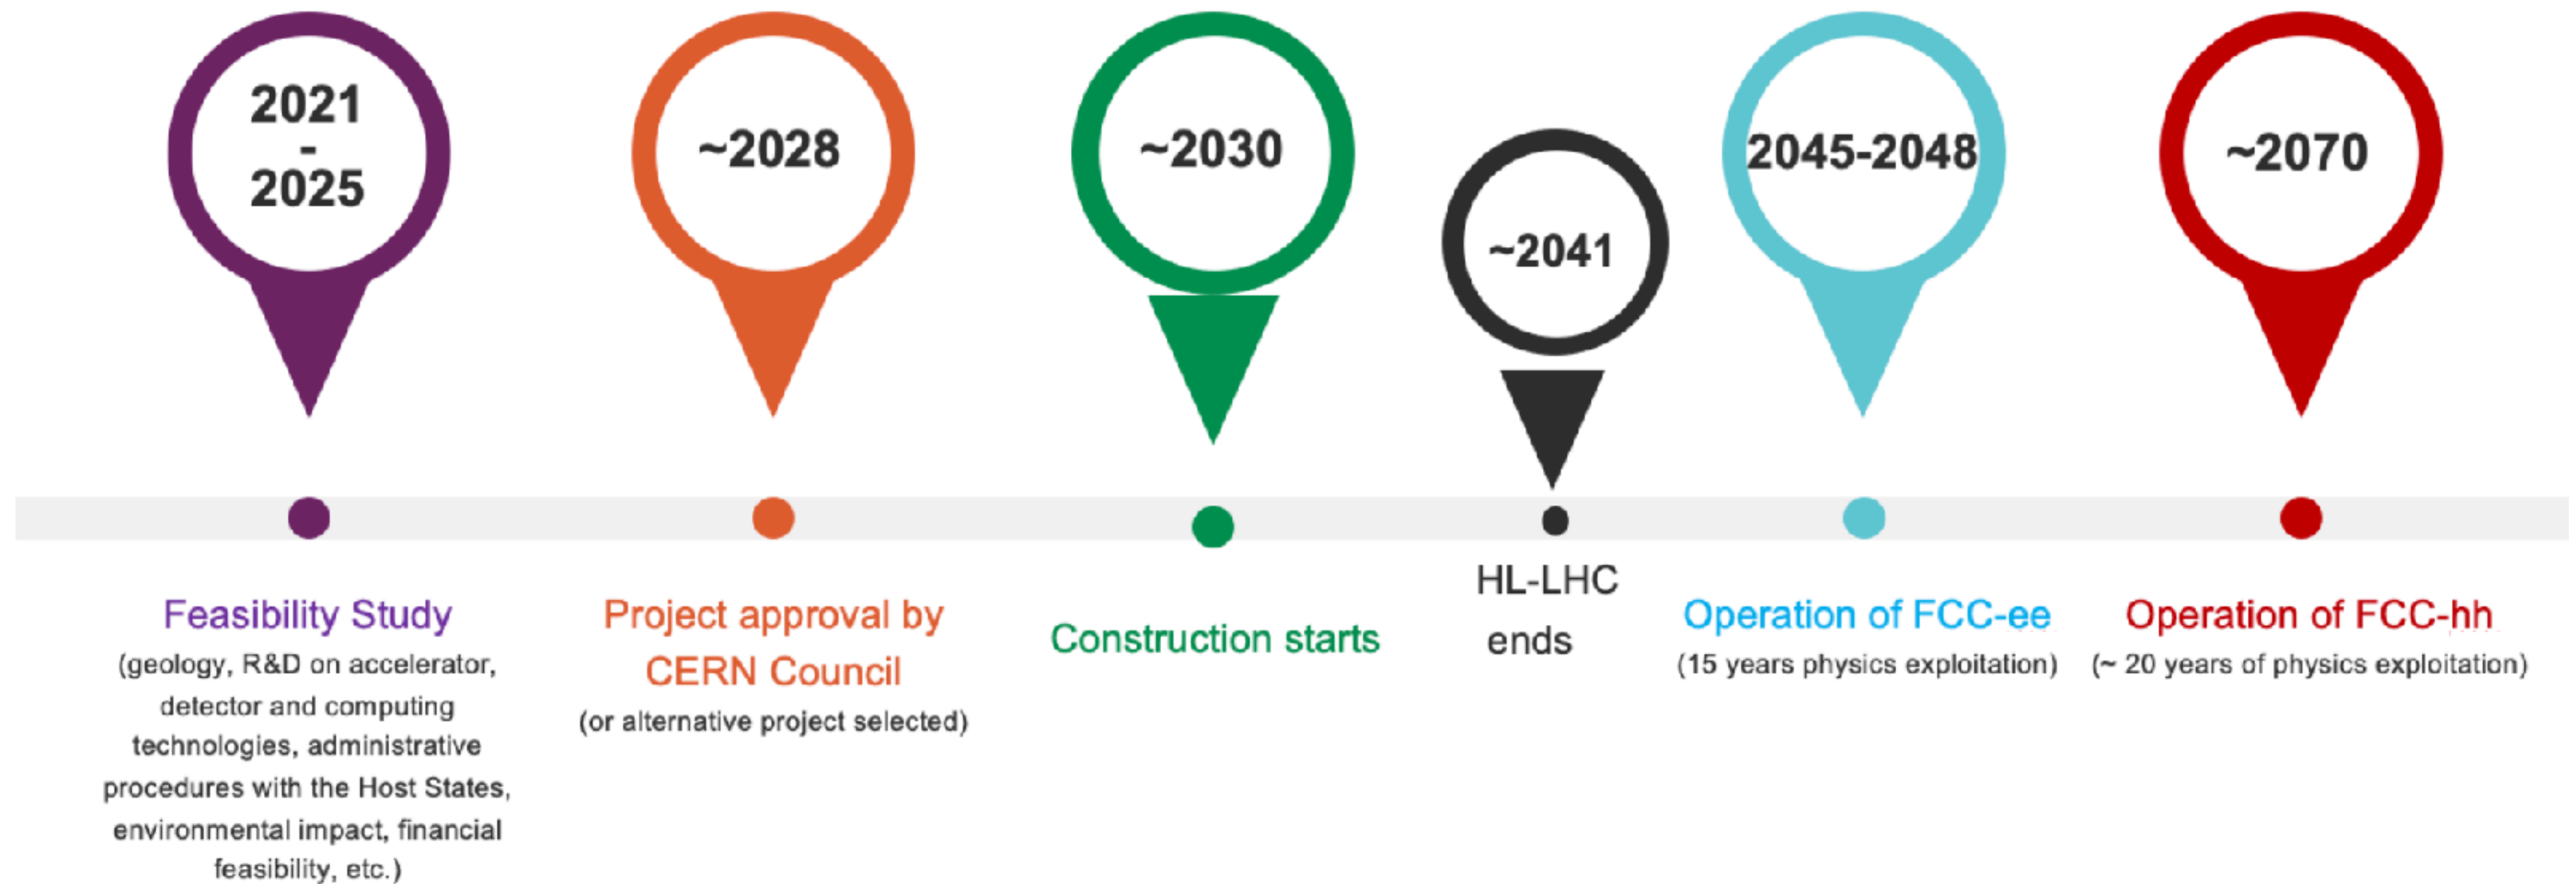 2021
-
2025
Feasibility Study
(geology, R&D on accelerator,
detector and computing
technologies, administrative
procedures with the Host States,
environmental impact, financial
feasibility, etc.)
~2028
Project approval by
CERN Council
(or alternative project selected)
~2030
Construction starts
~2041
HL-LHC
ends
2045-2048
Operation of FCC-ee
(15 years physics exploitation)
~2070
Operation of FCC-hh
(~ 20 years of physics exploitation)